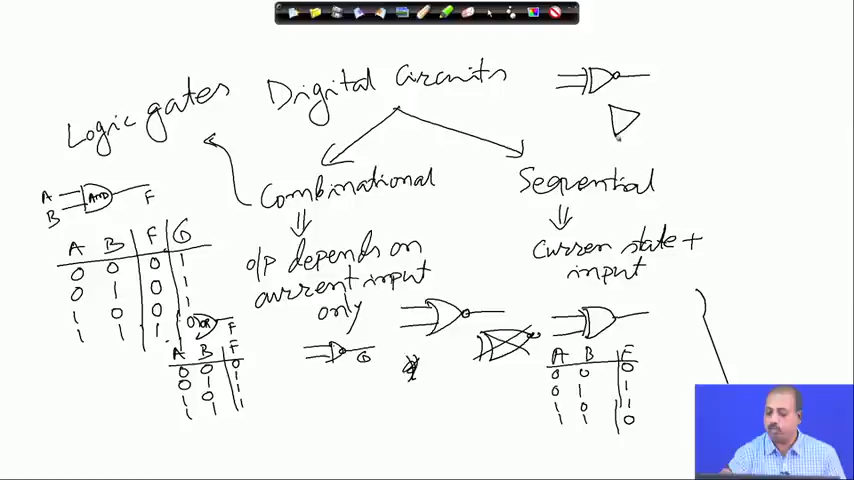 Digital Circuits
Logic gates
Combinational
Sequential
o/p depends on
current input
only
Curren state +
input
A
B
AND
F
A B F G
0 0 0 1
0 1 0 1
1 0 0 1
1 1 1 0
OR
F
A B F
0 0 0
0 1 1
1 0 1
1 1 1
G
A B F
0 0 0
0 1 1
1 0 1
1 1 0